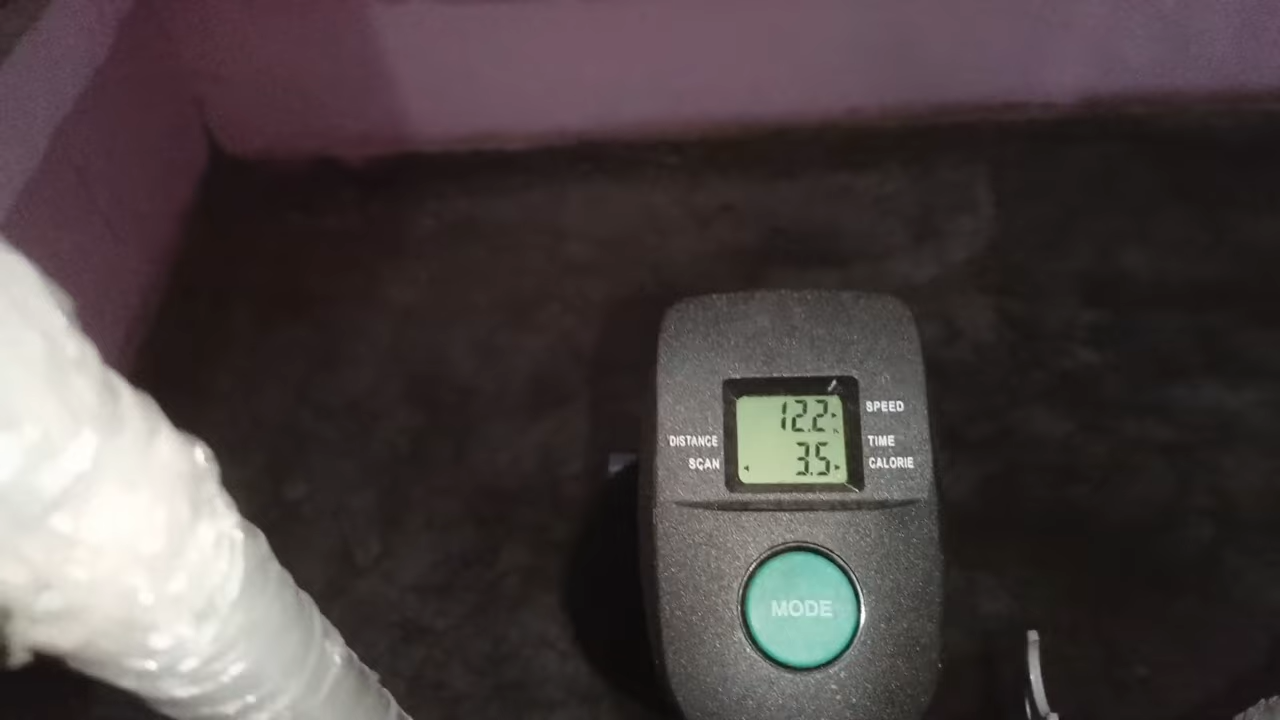 12.2
SPEED
DISTANCE
TIME
SCAN
3.5
CALORIE
MODE